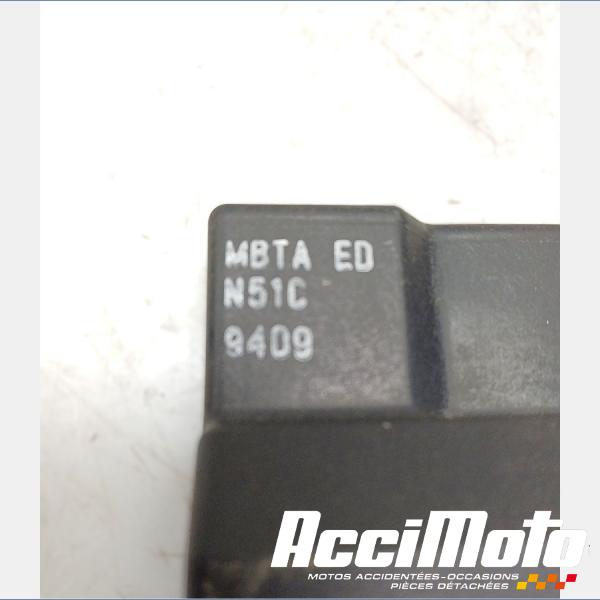 MBTA ED
N51C
9409
AcciMoto
MOTOS ACCIDENTÉES-OCCASIONS
PIÈCES DÉTACHÉES